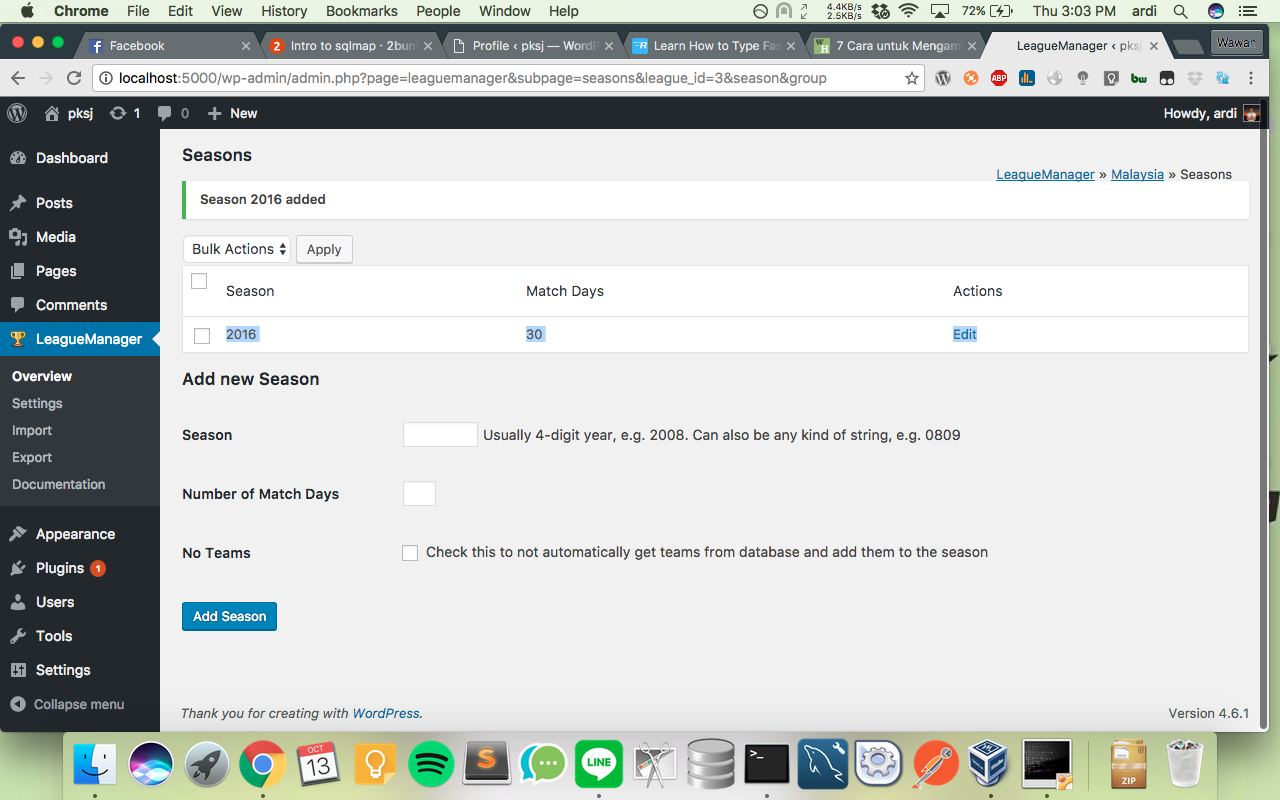 Chrome File Edit View History Bookmarks People Window Help 4.4KB/s 2.5KB/s 72% Thu 3:03 PM ardi
Facebook Intro to sqlmap · 2bun Profile ‹ pksj — WordP Learn How to Type Fas 7 Cara untuk Mengam LeagueManager ‹ pksj Wawan
localhost:5000/wp-admin/admin.php?page=leaguemanager&subpage=seasons&league_id=3&season&group ABP bw
pksj 1 0 New Howdy, ardi
Dashboard
Posts
Media
Pages
Comments
LeagueManager
Overview
Settings
Import
Export
Documentation
Appearance
Plugins 1
Users
Tools
Settings
Collapse menu
Seasons
LeagueManager » Malaysia » Seasons
Season 2016 added
Bulk Actions Apply
Season Match Days Actions
2016 30 Edit
Add new Season
Season Usually 4-digit year, e.g. 2008. Can also be any kind of string, e.g. 0809
Number of Match Days
No Teams Check this to not automatically get teams from database and add them to the season
Add Season
Thank you for creating with WordPress. Version 4.6.1
OCT
13
S
LINE
>_
ZIP